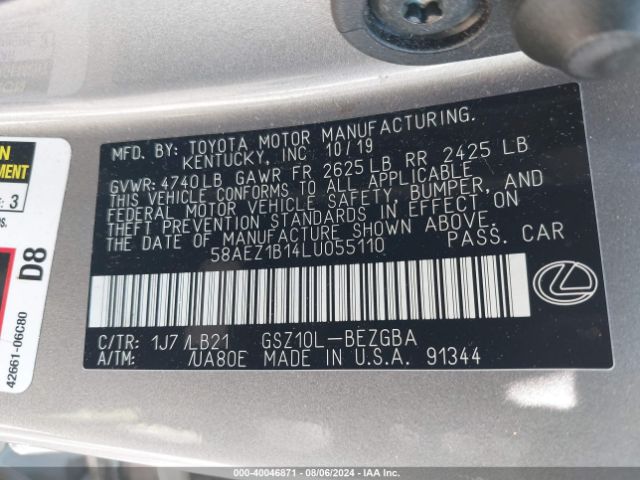 MFD. BY: TOYOTA MOTOR MANUFACTURING.
KENTUCKY, INC 10/19
GVWR: 4740LB GAWR FR 2625LB RR 2425 LB
THIS VEHICLE CONFORMS TO ALL APPLICABLE
FEDERAL MOTOR VEHICLE SAFETY, BUMPER, AND
THEFT PREVENTION STANDARDS IN EFFECT ON
THE DATE OF MANUFACTURE SHOWN ABOVE.
58AEZ1B14LU055110 PASS. CAR
C/TR: 1J7 /LB21 GSZ10L-BEZGBA
A/TM: /UA80E MADE IN U.S.A. 91344
3
D8
42661-06C80
000-40046871 - 08/06/2024 - IAA, Inc. - Copyright